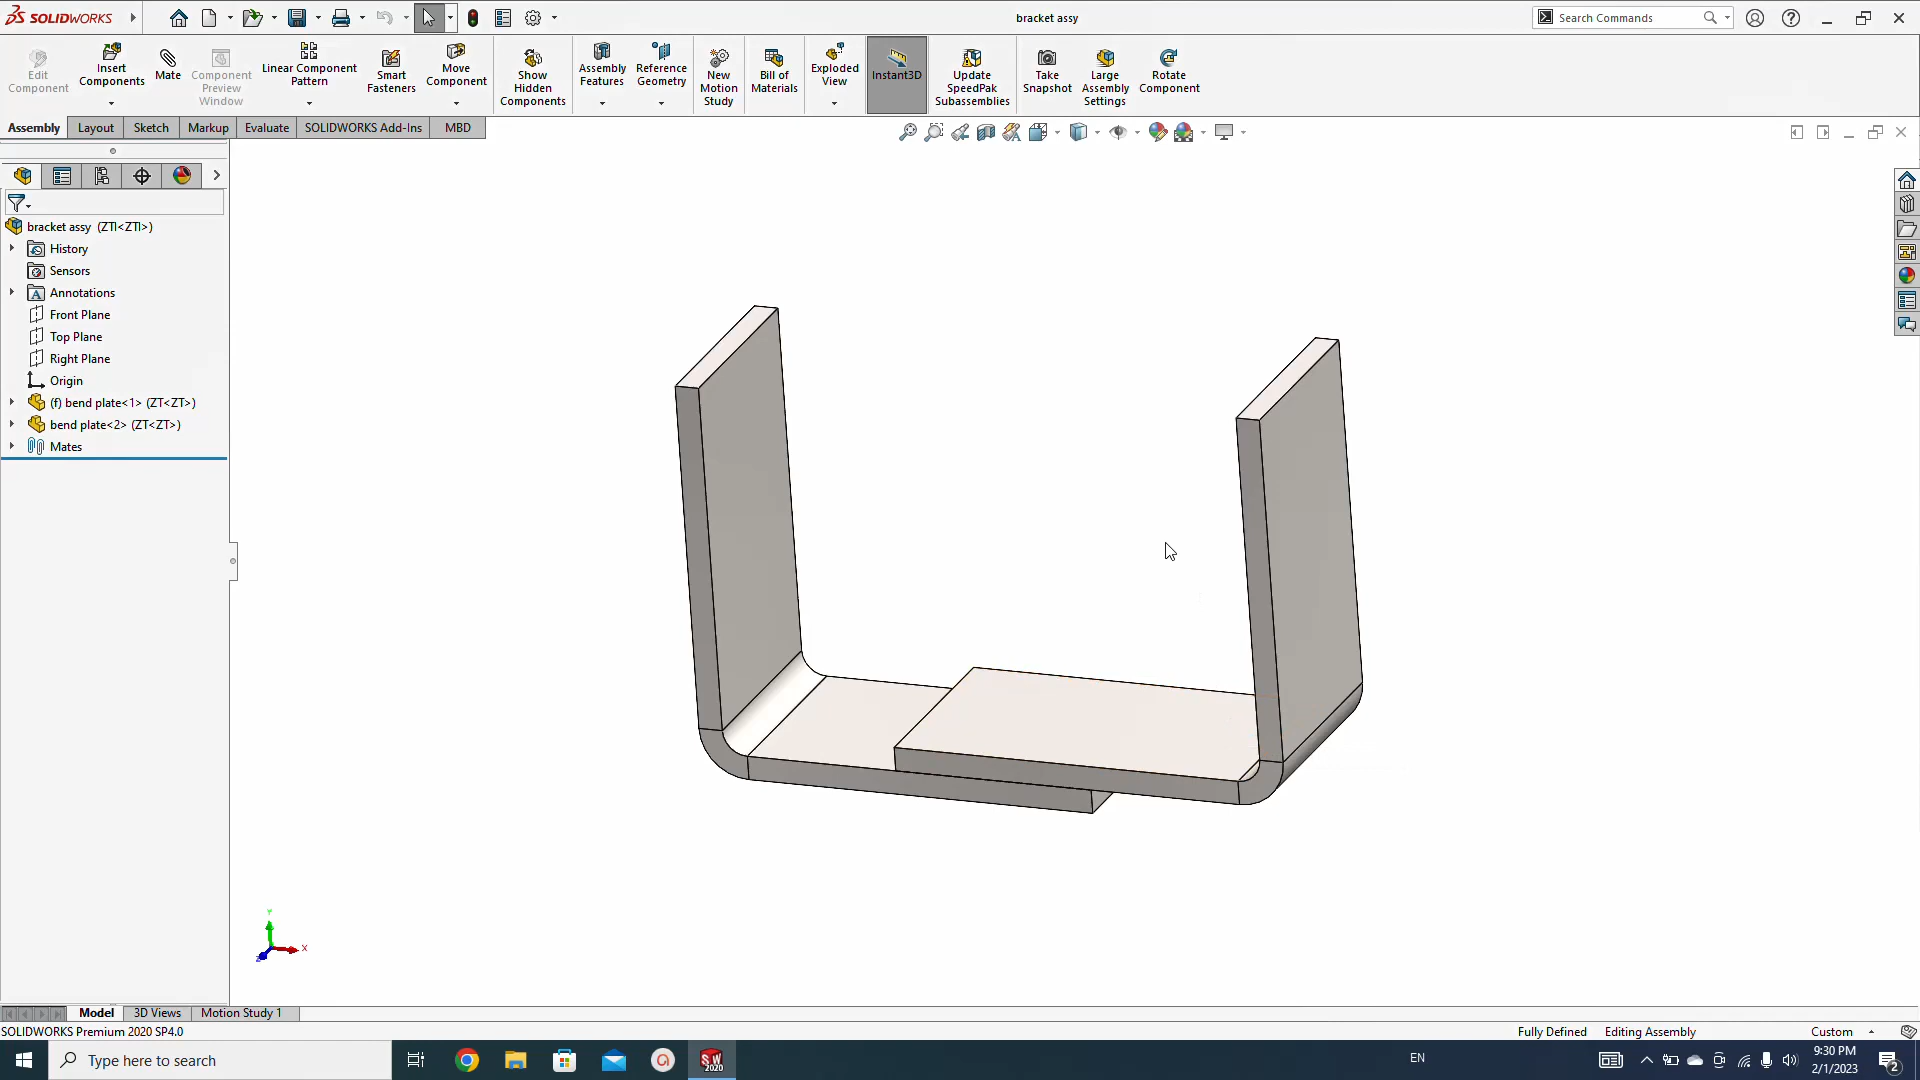 SOLIDWORKS
bracket assy
Search Commands
Edit Component
Insert Components
Mate
Component Preview Window
Linear Component Pattern
Smart Fasteners
Move Component
Show Hidden Components
Assembly Features
Reference Geometry
New Motion Study
Bill of Materials
Exploded View
Instant3D
Update SpeedPak Subassemblies
Take Snapshot
Large Assembly Settings
Rotate Component
Assembly
Layout
Sketch
Markup
Evaluate
SOLIDWORKS Add-Ins
MBD
bracket assy (ZTl<ZTl>)
History
Sensors
Annotations
Front Plane
Top Plane
Right Plane
Origin
(f) bend plate<1> (ZT<ZT>)
bend plate<2> (ZT<ZT>)
Mates
Y
X
Z
Model
3D Views
Motion Study 1
SOLIDWORKS Premium 2020 SP4.0
Fully Defined
Editing Assembly
Custom
Type here to search
SW
2020
EN
9:30 PM
2/1/2023
2